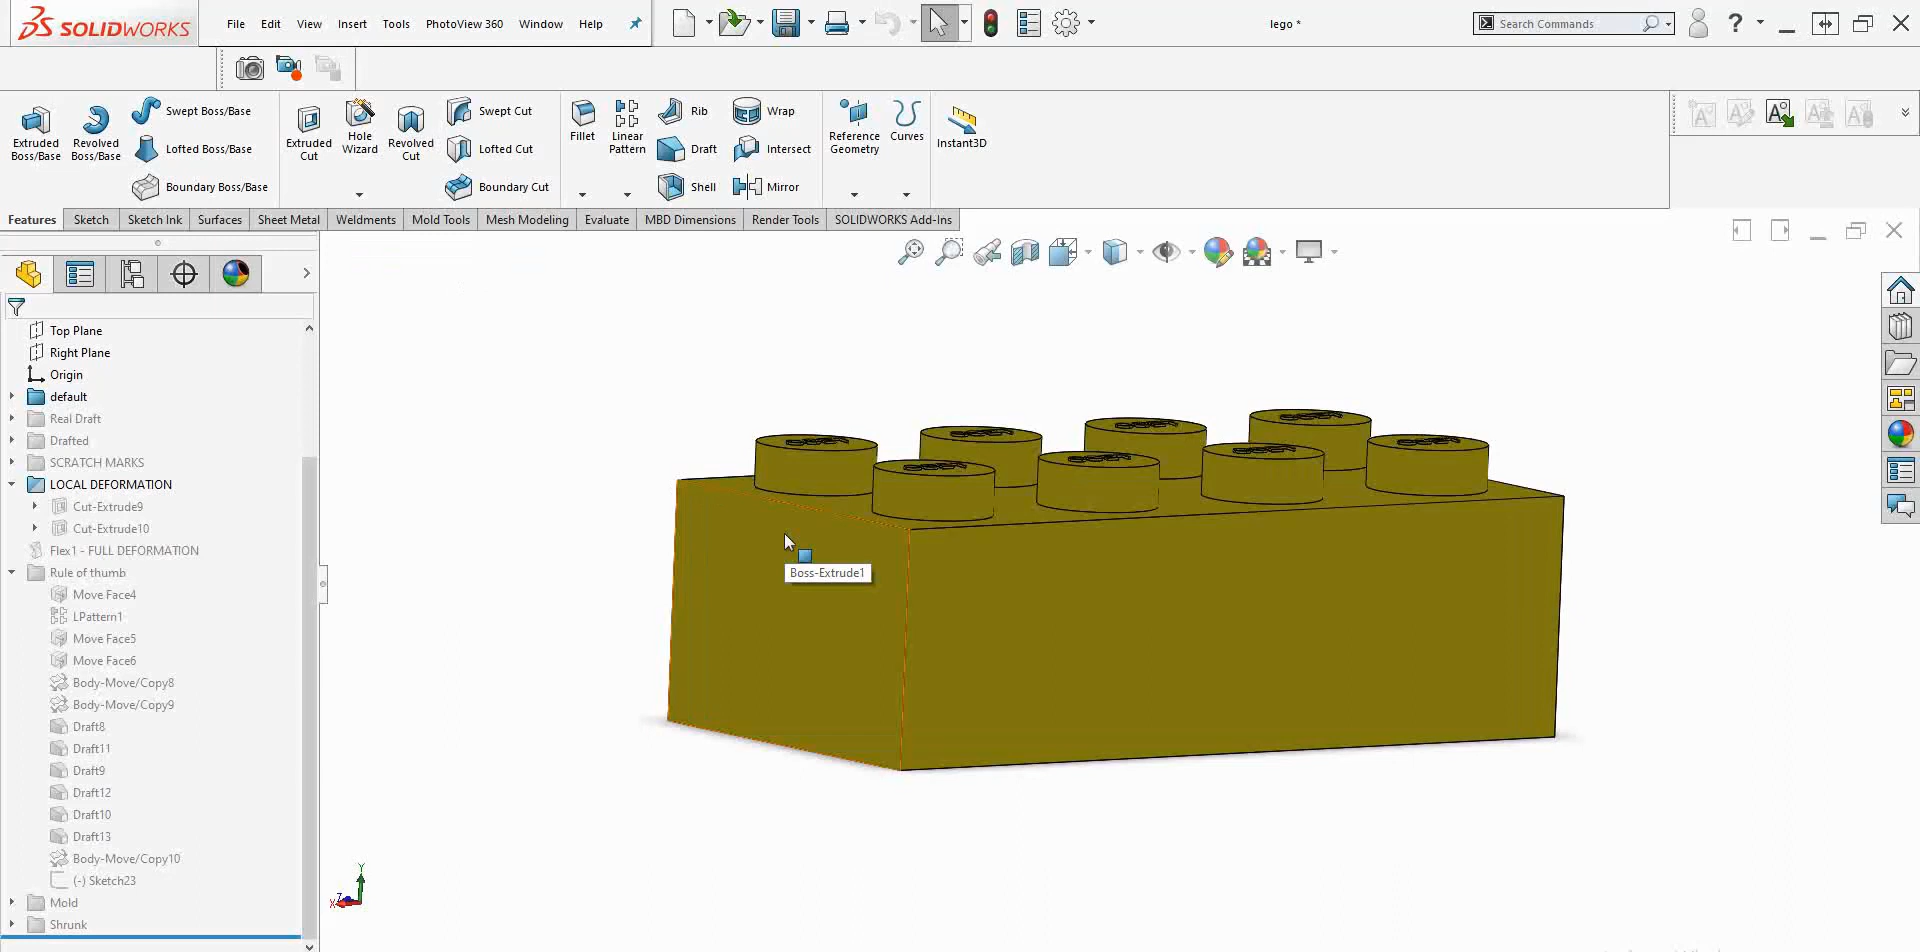 SOLIDWORKS
File Edit View Insert Tools PhotoView 360 Window Help
lego *
Search Commands
Extruded Boss/Base
Revolved Boss/Base
Swept Boss/Base
Lofted Boss/Base
Boundary Boss/Base
Extruded Cut
Hole Wizard
Revolved Cut
Swept Cut
Lofted Cut
Boundary Cut
Fillet
Linear Pattern
Rib
Draft
Shell
Wrap
Intersect
Mirror
Reference Geometry
Curves
Instant3D
Features Sketch Sketch Ink Surfaces Sheet Metal Weldments Mold Tools Mesh Modeling Evaluate MBD Dimensions Render Tools SOLIDWORKS Add-Ins
Top Plane
Right Plane
Origin
default
Real Draft
Drafted
SCRATCH MARKS
LOCAL DEFORMATION
Cut-Extrude9
Cut-Extrude10
Flex1 - FULL DEFORMATION
Rule of thumb
Move Face4
LPattern1
Move Face5
Move Face6
Body-Move/Copy8
Body-Move/Copy9
Draft8
Draft11
Draft9
Draft12
Draft10
Draft13
Body-Move/Copy10
(-) Sketch23
Mold
Shrunk
Boss-Extrude1
Y
Z
X